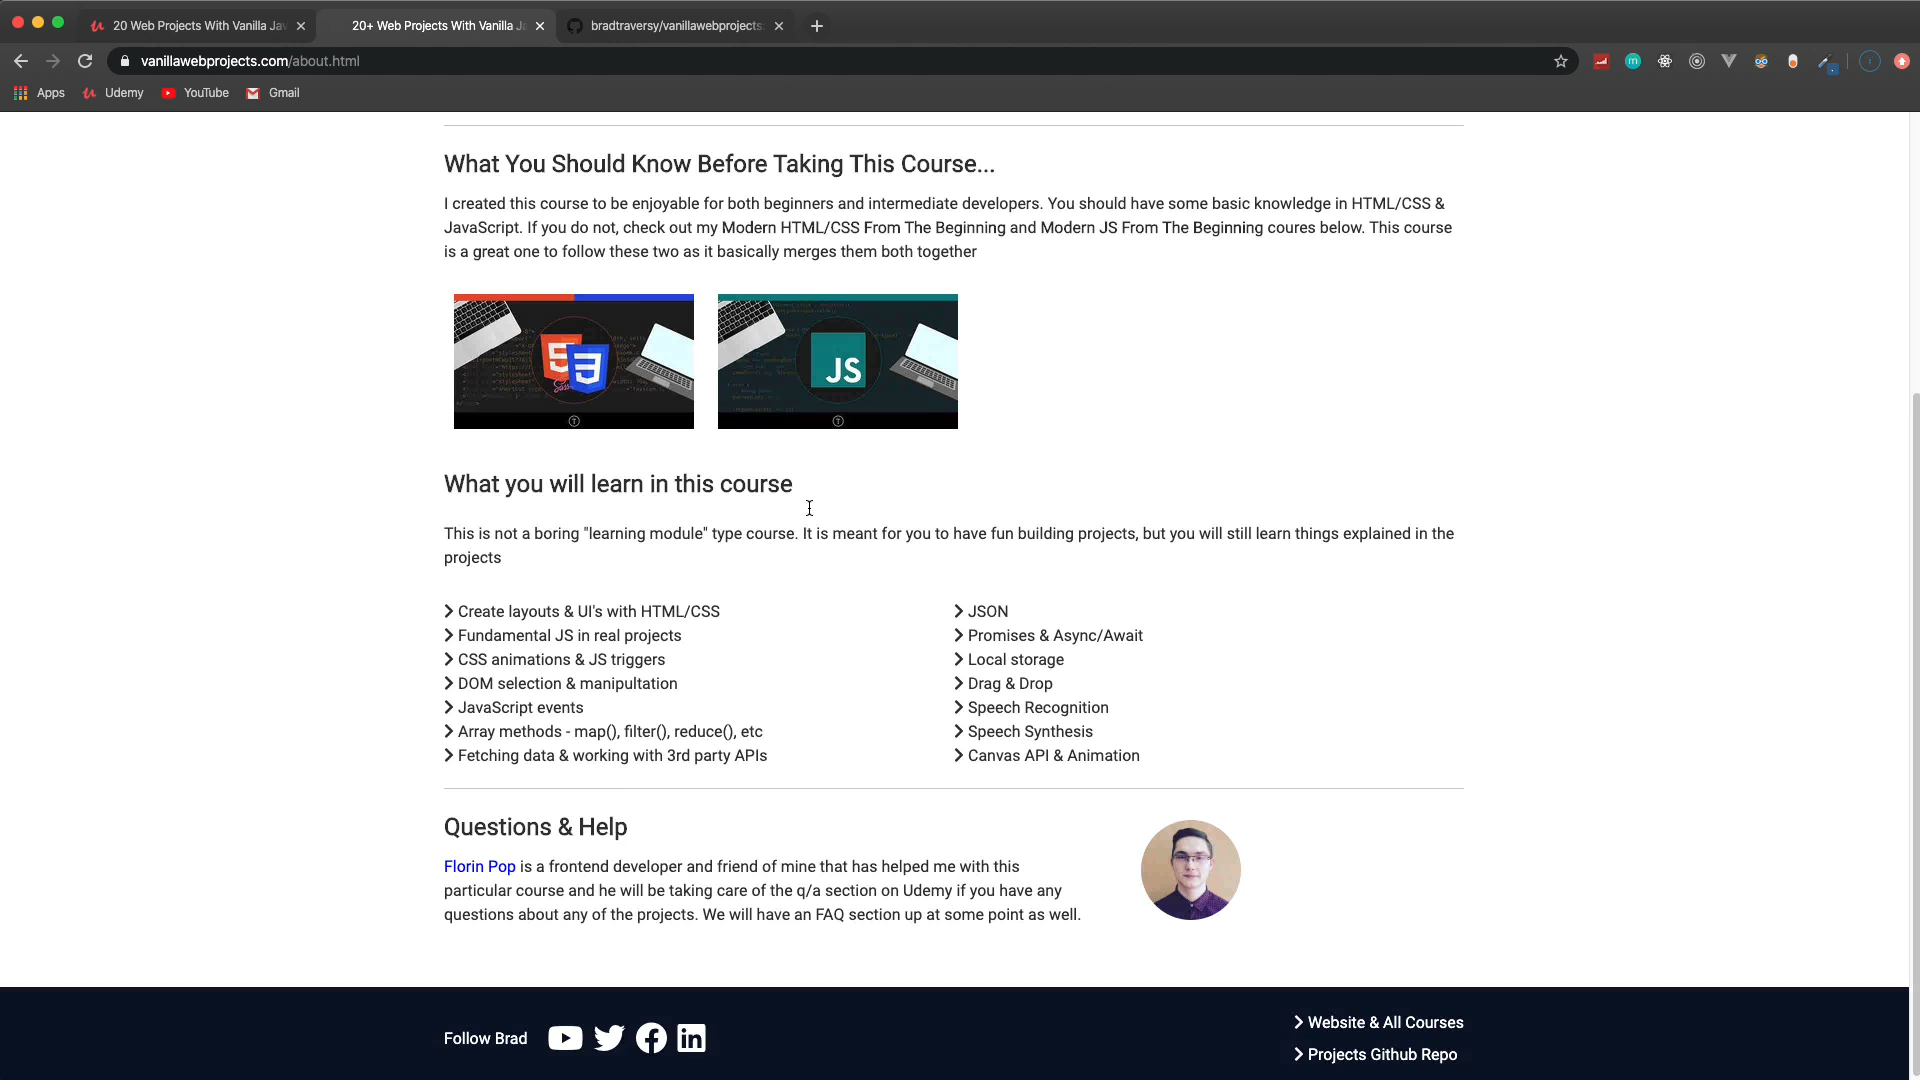 20 Web Projects With Vanilla Jav
20+ Web Projects With Vanilla Ja
bradtraversy/vanillawebprojects:
vanillawebprojects.com/about.html
Apps
Udemy
YouTube
Gmail
What You Should Know Before Taking This Course...
I created this course to be enjoyable for both beginners and intermediate developers. You should have some basic knowledge in HTML/CSS &
JavaScript. If you do not, check out my Modern HTML/CSS From The Beginning and Modern JS From The Beginning coures below. This course
is a great one to follow these two as it basically merges them both together
5 3
JS
What you will learn in this course
This is not a boring "learning module" type course. It is meant for you to have fun building projects, but you will still learn things explained in the
projects
Create layouts & UI's with HTML/CSS
Fundamental JS in real projects
CSS animations & JS triggers
DOM selection & manipultation
JavaScript events
Array methods - map(), filter(), reduce(), etc
Fetching data & working with 3rd party APIs
JSON
Promises & Async/Await
Local storage
Drag & Drop
Speech Recognition
Speech Synthesis
Canvas API & Animation
Questions & Help
Florin Pop is a frontend developer and friend of mine that has helped me with this
particular course and he will be taking care of the q/a section on Udemy if you have any
questions about any of the projects. We will have an FAQ section up at some point as well.
Follow Brad
Website & All Courses
Projects Github Repo